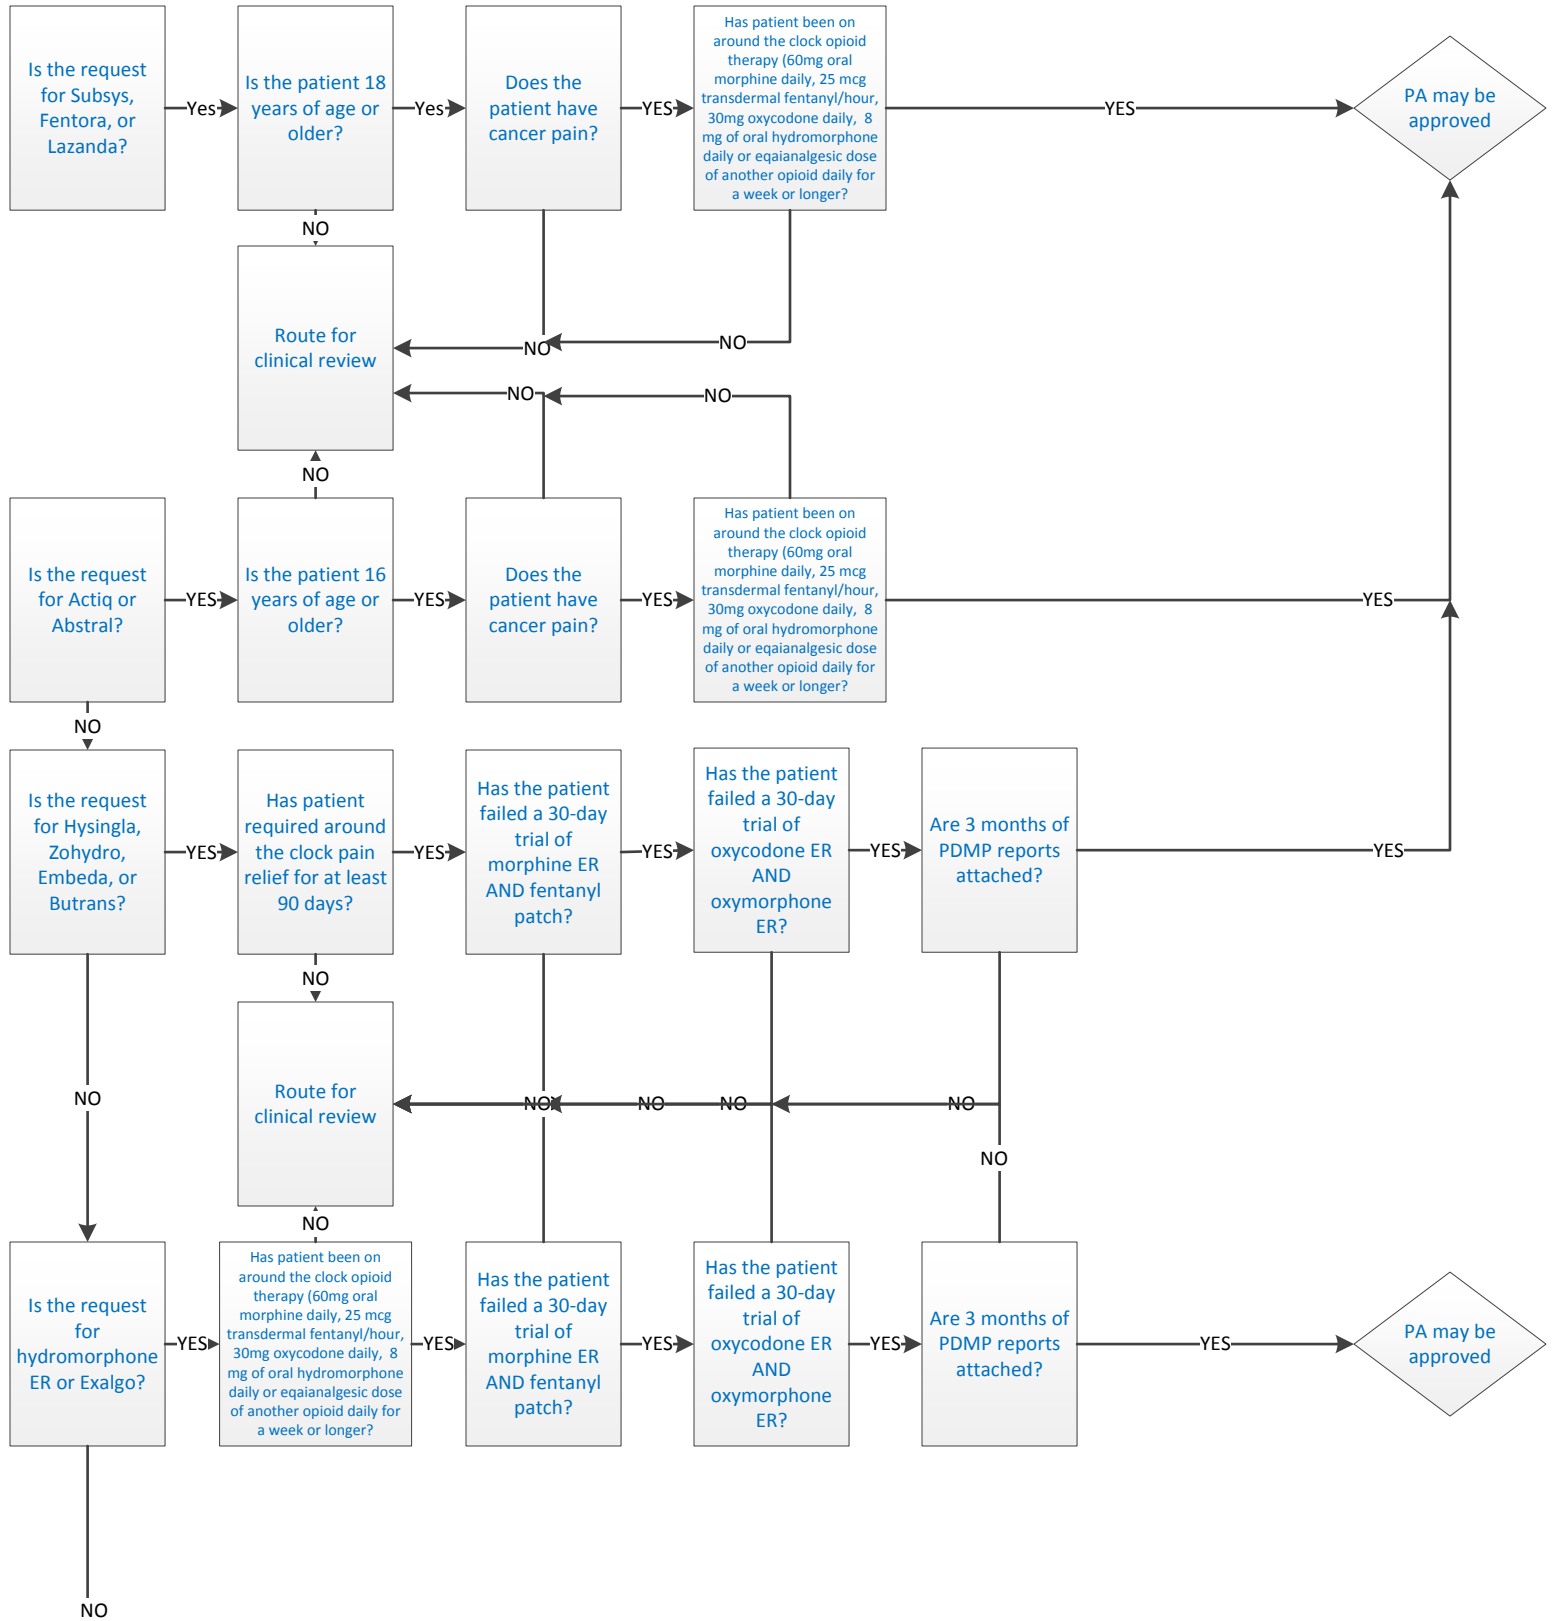 Is the request
for Subsys,
Fentora, or
Lazanda?
Yes
Is the patient 18
years of age or
older?
Yes
Does the
patient have
cancer pain?
YES
Has patient been on
around the clock opioid
therapy (60mg oral
morphine daily, 25 mcg
transdermal fentanyl/hour,
30mg oxycodone daily,  8
mg of oral hydromorphone
daily or eqaianalgesic dose
of another opioid daily for
a week or longer?
YES
PA may be
approved
NO
Route for
clinical review
NO
NO
NO
NO
NO
Is the request
for Actiq or
Abstral?
YES
Is the patient 16
years of age or
older?
YES
Does the
patient have
cancer pain?
YES
Has patient been on
around the clock opioid
therapy (60mg oral
morphine daily, 25 mcg
transdermal fentanyl/hour,
30mg oxycodone daily,  8
mg of oral hydromorphone
daily or eqaianalgesic dose
of another opioid daily for
a week or longer?
YES
NO
Is the request
for Hysingla,
Zohydro,
Embeda, or
Butrans?
YES
Has patient
required around
the clock pain
relief for at least
90 days?
YES
Has the patient
failed a 30-day
trial of
morphine ER
AND fentanyl
patch?
YES
Has the patient
failed a 30-day
trial of
oxycodone ER
AND
oxymorphone
ER?
YES
Are 3 months of
PDMP reports
attached?
YES
NO
NO
Route for
clinical review
NO
NO
NO
NO
NO
NO
Is the request
for
hydromorphone
ER or Exalgo?
YES
Has patient been on
around the clock opioid
therapy (60mg oral
morphine daily, 25 mcg
transdermal fentanyl/hour,
30mg oxycodone daily,  8
mg of oral hydromorphone
daily or eqaianalgesic dose
of another opioid daily for
a week or longer?
YES
Has the patient
failed a 30-day
trial of
morphine ER
AND fentanyl
patch?
YES
Has the patient
failed a 30-day
trial of
oxycodone ER
AND
oxymorphone
ER?
YES
Are 3 months of
PDMP reports
attached?
YES
PA may be
approved
NO